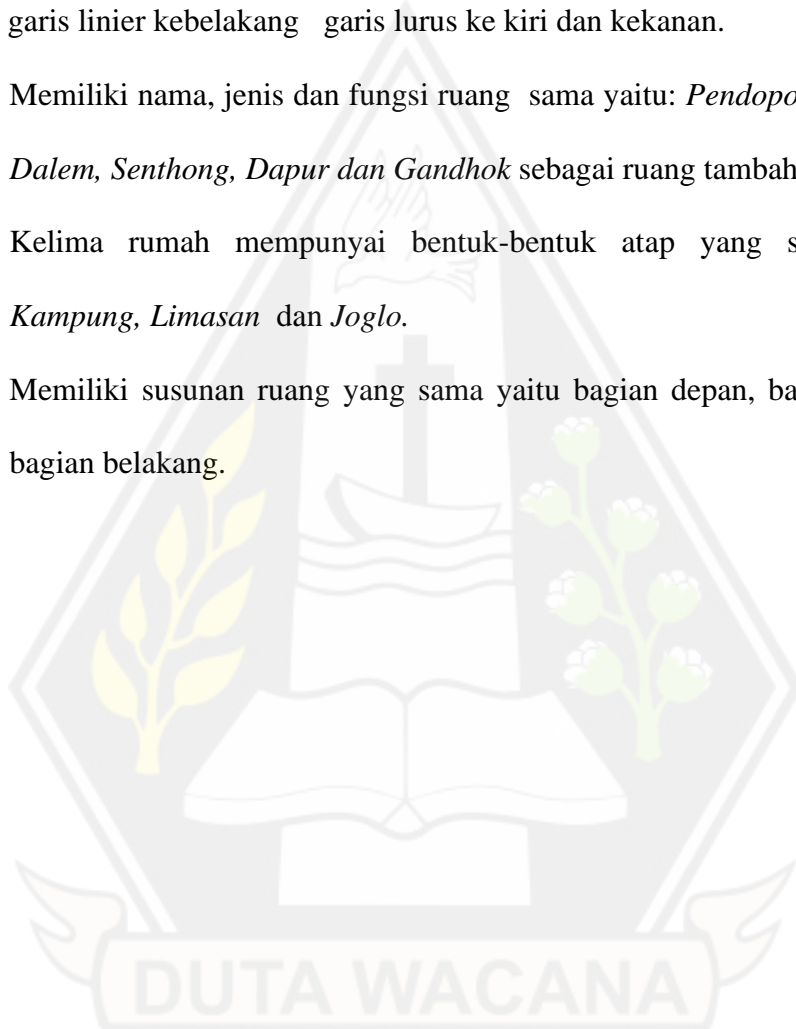 garis linier kebelakang garis lurus ke kiri dan kekanan.
Memiliki nama, jenis dan fungsi ruang sama yaitu: Pendopo
Dalem, Senthong, Dapur dan Gandhok sebagai ruang tambah
Kelima rumah mempunyai bentuk-bentuk atap yang s
Kampung, Limasan dan Joglo.
Memiliki susunan ruang yang sama yaitu bagian depan, ba
bagian belakang.
DUTA WACANA